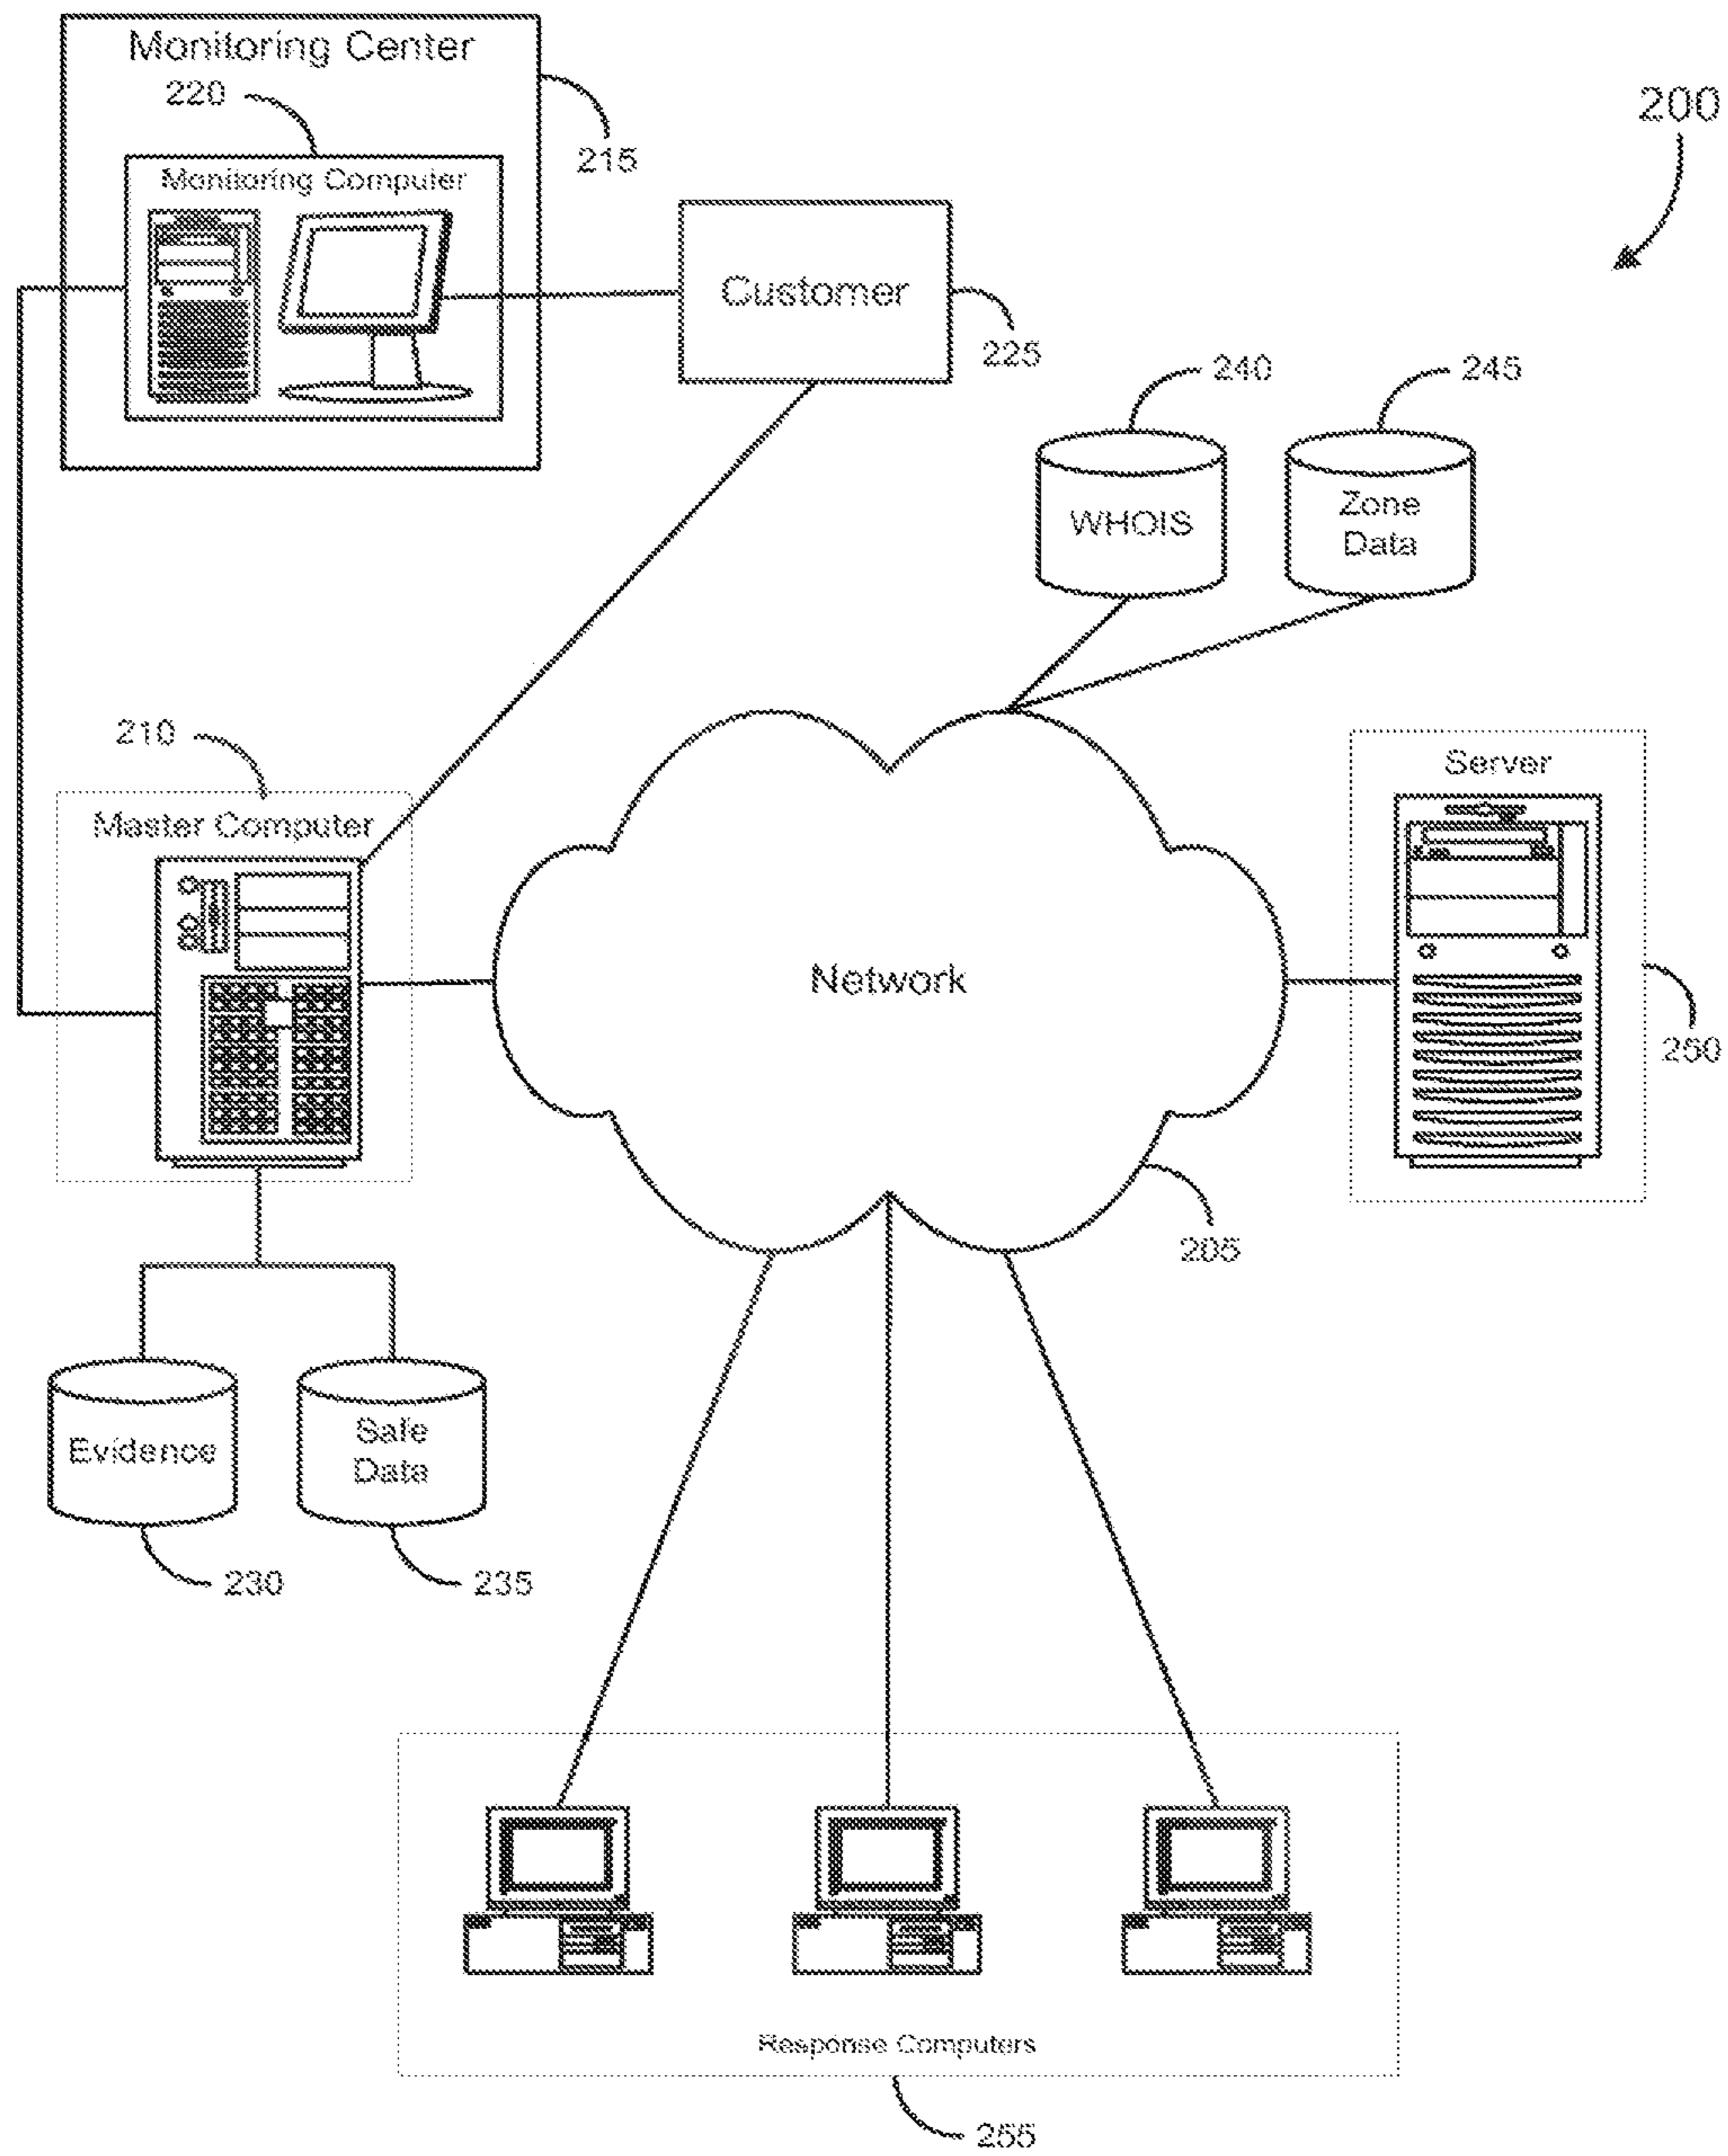 Monitoring Center
220
200
215
Monitoring Computer
Customer
225
240
245
WHOIS
Zone
Data
210
Server
Master Computer
Network
250
205
Evidence
Safe
Data
230
235
Response Computers
255